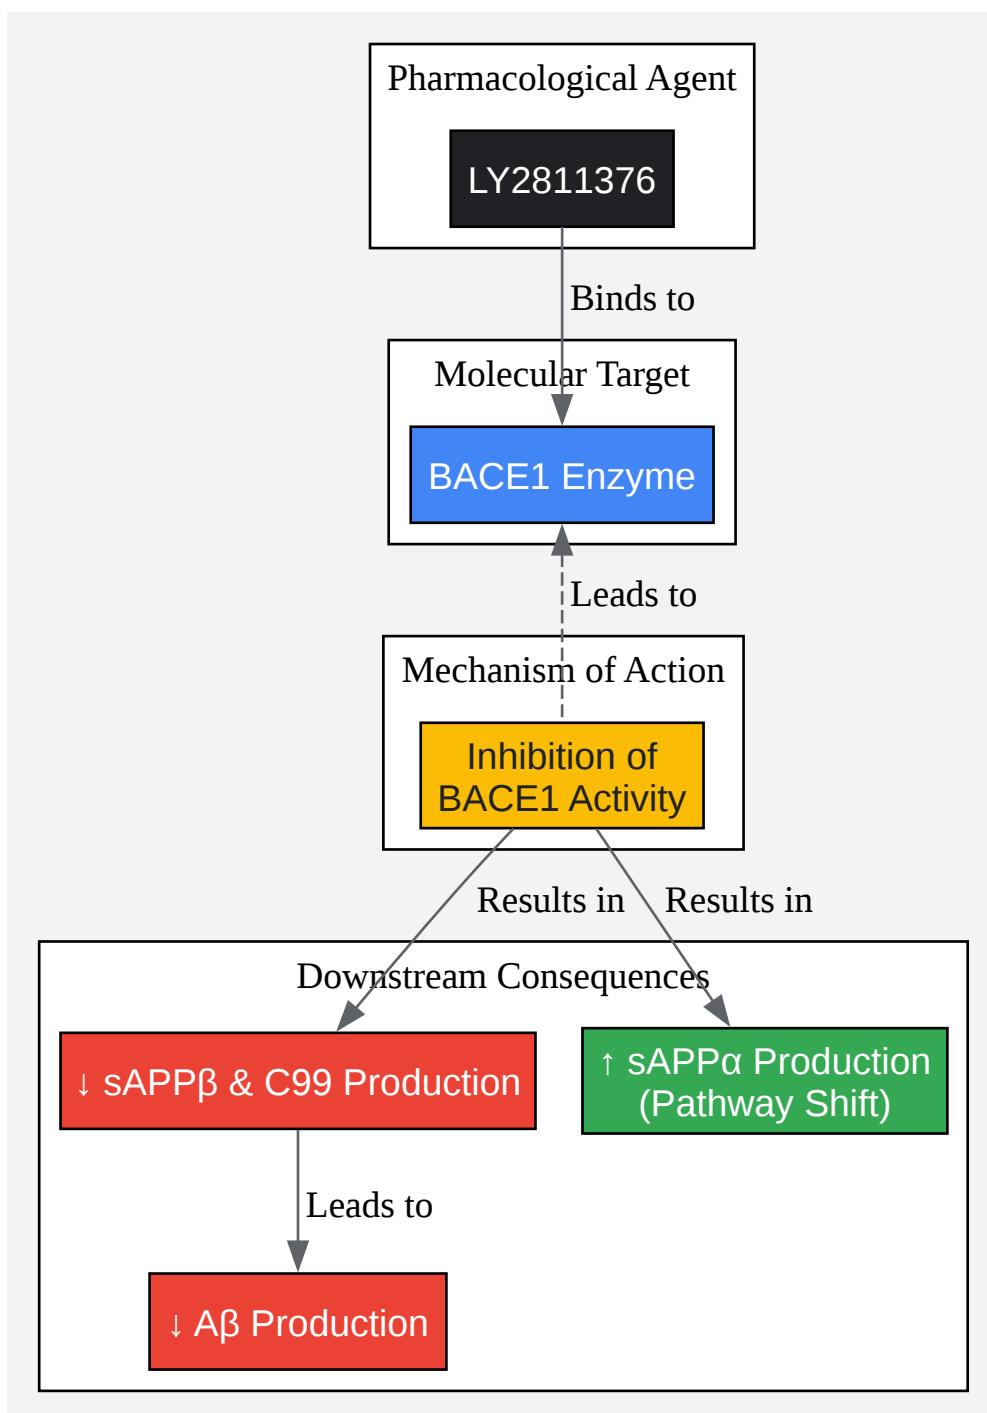 Pharmacological Agent
LY2811376
Binds to
Molecular Target
BACE1 Enzyme
Leads to
Mechanism of Action
Inhibition of
BACE1 Activity
Results in
Results in
Downstream Consequences
↓ sAPPβ & C99 Production
↑ sAPPα Production
(Pathway Shift)
Leads to
↓ Aβ Production